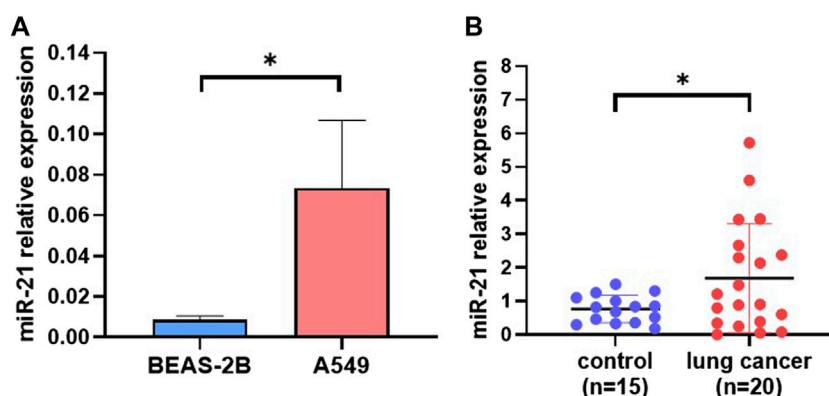 A
miR-21 relative expression
0.14
0.12
0.10
0.08
0.06
0.04
0.02
0.00
*
BEAS-2B
A549
B
miR-21 relative expression
8
7
6
5
4
3
2
1
0
*
control
(n=15)
lung cancer
(n=20)